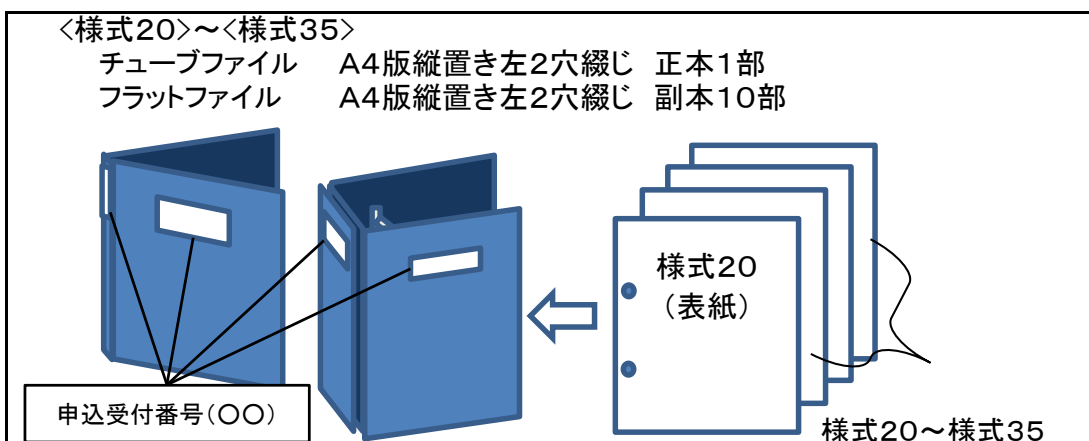 <様式20>～<様式35>
チューブファイル　A4版縦置き左2穴綴じ　正本1部
フラットファイル　A4版縦置き左2穴綴じ　副本10部
様式20
（表紙）
申込受付番号(○○)
様式20～様式35